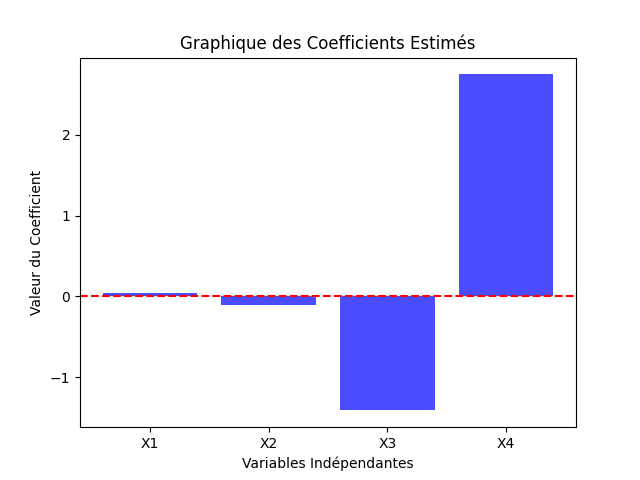 Graphique des Coefficients Estimés
Valeur du Coefficient
2
1
0
−1
X1 X2 X3 X4
Variables Indépendantes